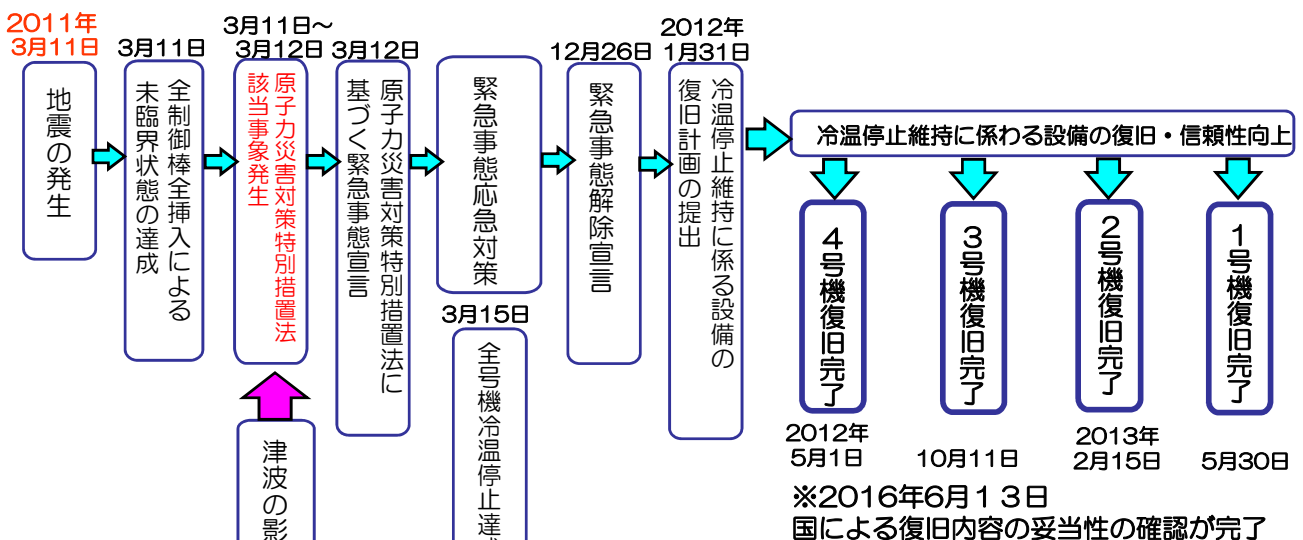 2011年
3月11日
地震の発生
3月11日
全制御棒全挿入による
未臨界状態の達成
3月11日～
3月12日
原子力災害対策特別措置法
該当事象発生
津波の影
3月12日
原子力災害対策特別措置法に
基づく緊急事態宣言
緊急事態応急対策
3月15日
全号機冷温停止達
12月26日
緊急事態解除宣言
2012年
1月31日
冷温停止維持に係る設備の
復旧計画の提出
冷温停止維持に係わる設備の復旧・信頼性向上
4号機復旧完了
2012年
5月1日
3号機復旧完了
10月11日
2号機復旧完了
2013年
2月15日
1号機復旧完了
5月30日
※2016年6月１３日
国による復旧内容の妥当性の確認が完了